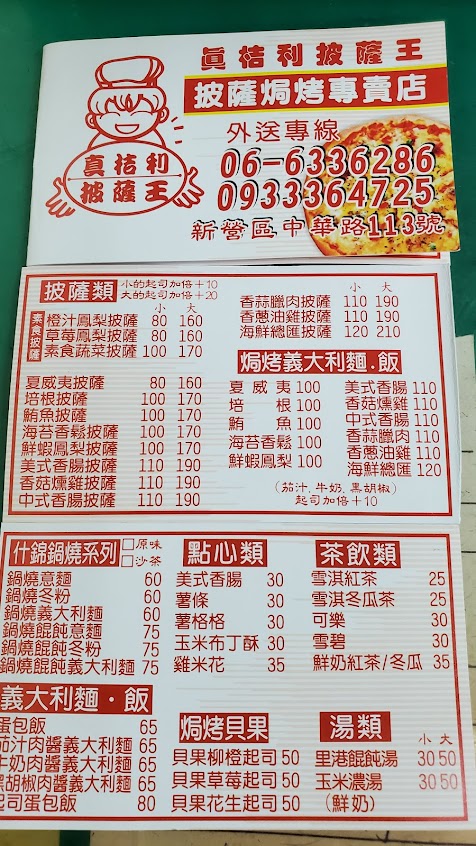 真桔利披薩王
披薩焗烤專賣店
真桔利
披薩王
外送專線
06-6336286
0933364725
新營區中華路113號
披薩類 小的起司加倍+10
大的起司加倍+20
小 大
素食披薩
橙汁鳳梨披薩 80 160
草莓鳳梨披薩 80 160
素食蔬菜披薩 100 170
夏威夷披薩 80 160
培根披薩 100 170
鮪魚披薩 100 170
海苔香鬆披薩 100 170
鮮蝦鳳梨披薩 100 170
美式香腸披薩 110 190
香菇燻雞披薩 110 190
中式香腸披薩 110 190
小 大
香蒜臘肉披薩 110 190
香蔥油雞披薩 110 190
海鮮總匯披薩 120 210
焗烤義大利麵.飯
夏威夷 100
培根 100
鮪魚 100
海苔香鬆 100
鮮蝦鳳梨 100
美式香腸 110
香菇燻雞 110
中式香腸 110
香蒜臘肉 110
香蔥油雞 110
海鮮總匯 120
(茄汁.牛奶.黑胡椒)
起司加倍+10
什錦鍋燒系列 □原味
□沙茶
鍋燒意麵 60
鍋燒冬粉 60
鍋燒義大利麵 60
鍋燒餛飩意麵 75
鍋燒餛飩冬粉 75
鍋燒餛飩義大利麵 75
義大利麵・飯
蛋包飯 65
茄汁肉醬義大利麵 65
牛奶肉醬義大利麵 65
黑胡椒肉醬義大利麵 65
起司蛋包飯 80
點心類
美式香腸 30
薯條 30
薯格格 30
玉米布丁酥 30
雞米花 35
焗烤貝果
貝果柳橙起司 50
貝果草莓起司 50
貝果花生起司 50
茶飲類
雪淇紅茶 25
雪淇冬瓜茶 25
可樂 30
雪碧 30
鮮奶紅茶/冬瓜 35
湯類
小 大
里港餛飩湯 30 50
玉米濃湯 30 50
(鮮奶)